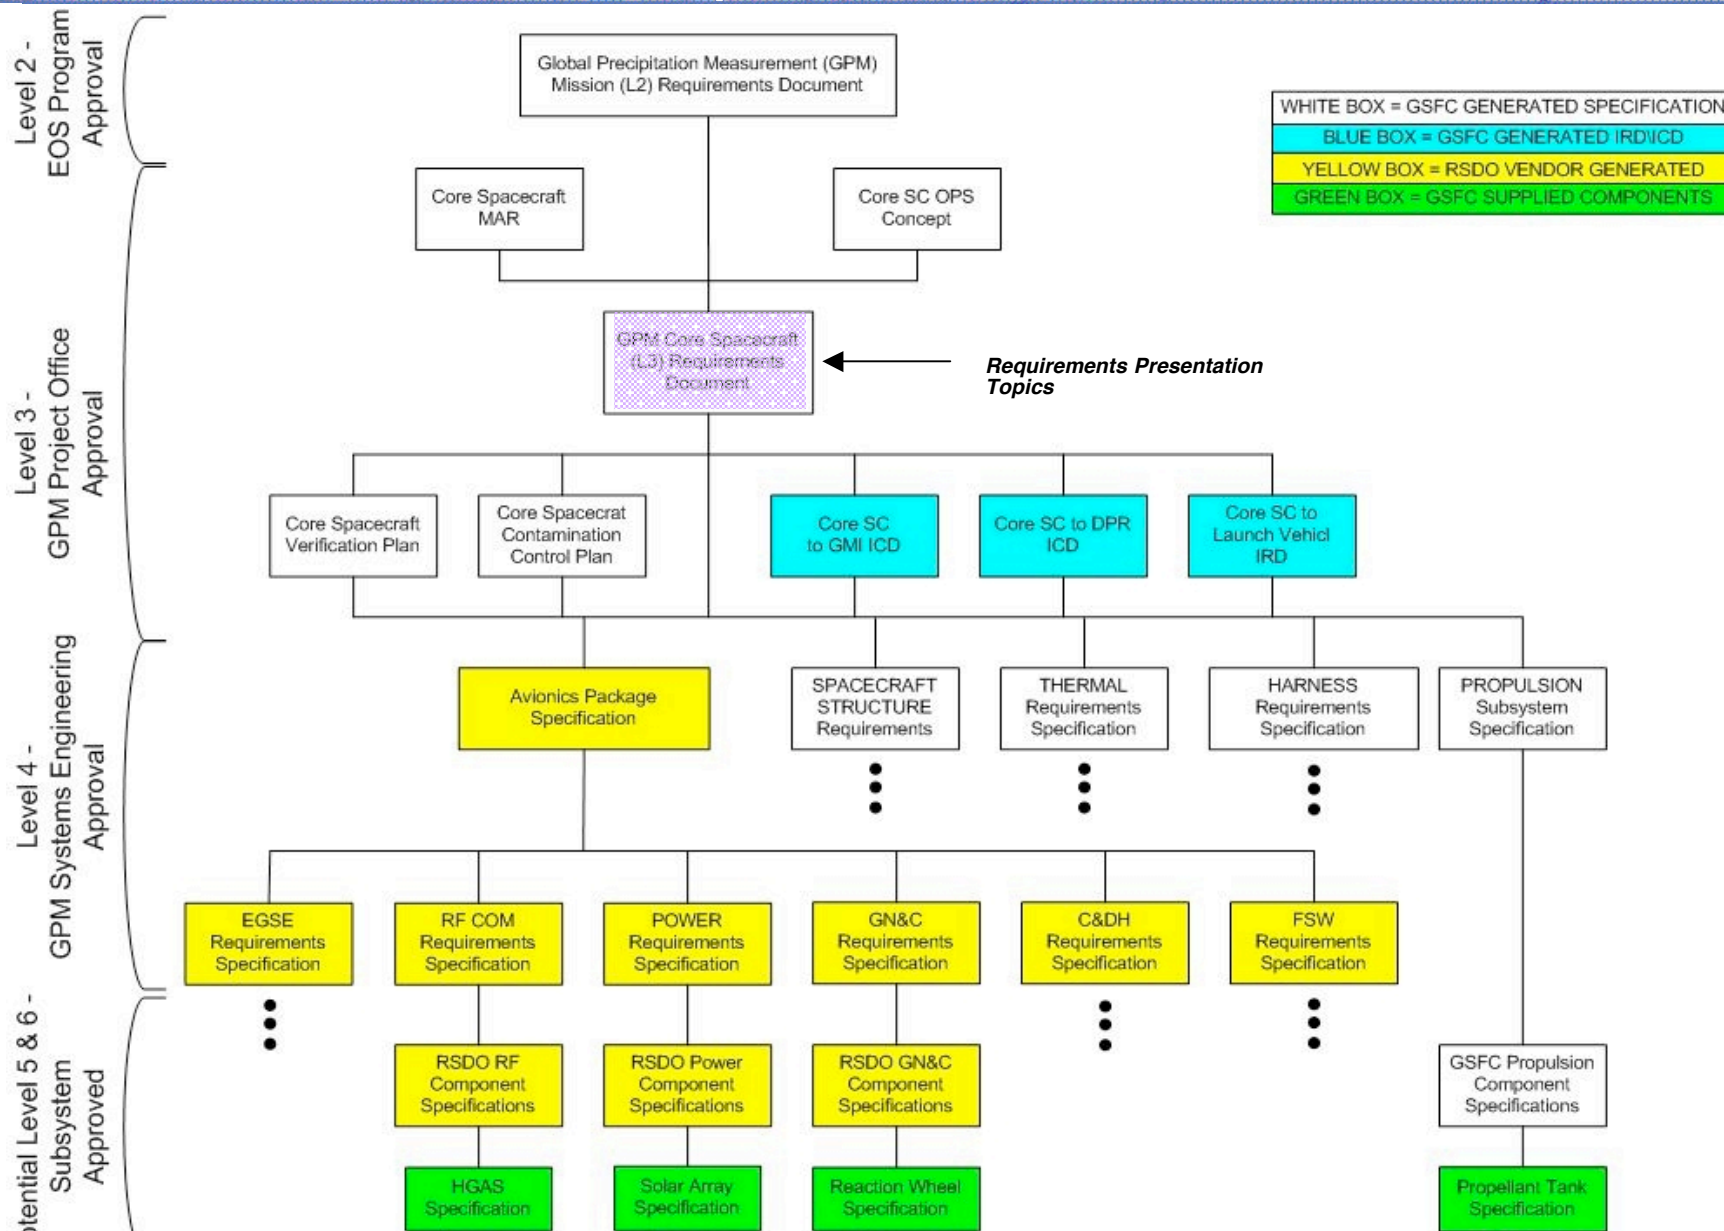 Level 2 -
EOS Program
Approval
Global Precipitation Measurement (GPM)
Mission (L2) Requirements Document
WHITE BOX = GSFC GENERATED SPECIFICATION
BLUE BOX = GSFC GENERATED IRD\ICD
YELLOW BOX = RSDO VENDOR GENERATED
GREEN BOX = GSFC SUPPLIED COMPONENTS
Level 3 -
GPM Project Office
Approval
Core Spacecraft
MAR
Core SC OPS
Concept
GPM Core Spacecraft
(L3) Requirements
Document
Requirements Presentation
Topics
Core Spacecraft
Verification Plan
Core Spacecrat
Contamination
Control Plan
Core SC
to GMI ICD
Core SC to DPR
ICD
Core SC to
Launch Vehicl
IRD
Level 4 -
GPM Systems Engineering
Approval
Avionics Package
Specification
SPACECRAFT
STRUCTURE
Requirements
THERMAL
Requirements
Specification
HARNESS
Requirements
Specification
PROPULSION
Subsystem
Specification
EGSE
Requirements
Specification
RF COM
Requirements
Specification
POWER
Requirements
Specification
GN&C
Requirements
Specification
C&DH
Requirements
Specification
FSW
Requirements
Specification
otential Level 5 & 6 -
Subsystem
Approved
RSDO RF
Component
Specifications
RSDO Power
Component
Specifications
RSDO GN&C
Component
Specifications
GSFC Propulsion
Component
Specifications
HGAS
Specification
Solar Array
Specification
Reaction Wheel
Specification
Propellant Tank
Specification